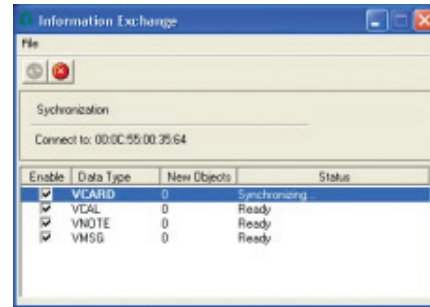 Information Exchange
File
Sychronization
Connect to: 00:0C:55:00:35:64
Enable Data Type New Objects Status
VCARD 0 Synchronizing...
VCAL 0 Ready
VNOTE 0 Ready
VMSG 0 Ready